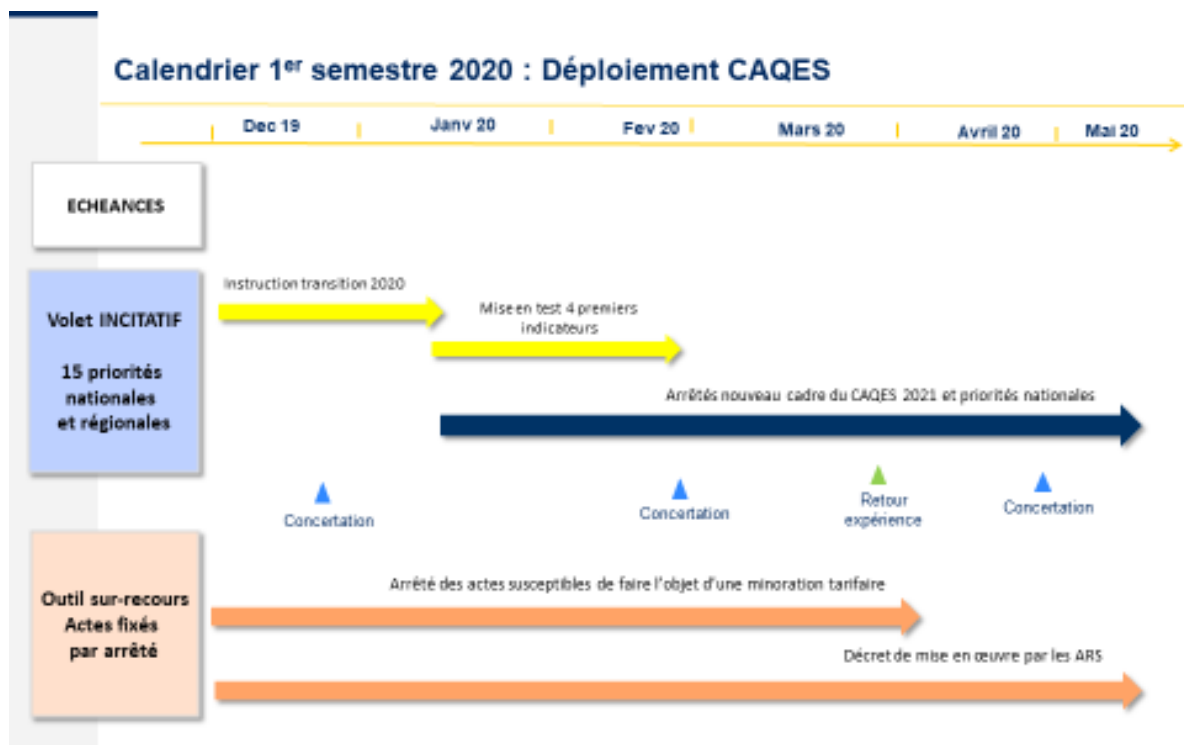 Calendrier 1er semestre 2020 : Déploiement CAQES
Dec 19
Janv 20
Fev 20
Mars 20
Avril 20
Mai 20
ECHEANCES
Volet INCITATIF
15 priorités
nationales
et régionales
Instruction transition 2020
Mise en test 4 premiers
indicateurs
Arrêtés nouveau cadre du CAQES 2021 et priorités nationales
Concertation
Concertation
Retour
expérience
Concertation
Outil sur-recours
Actes fixés
par arrêté
Arrêté des actes susceptibles de faire l'objet d'une minoration tarifaire
Décret de mise en œuvre par les ARS